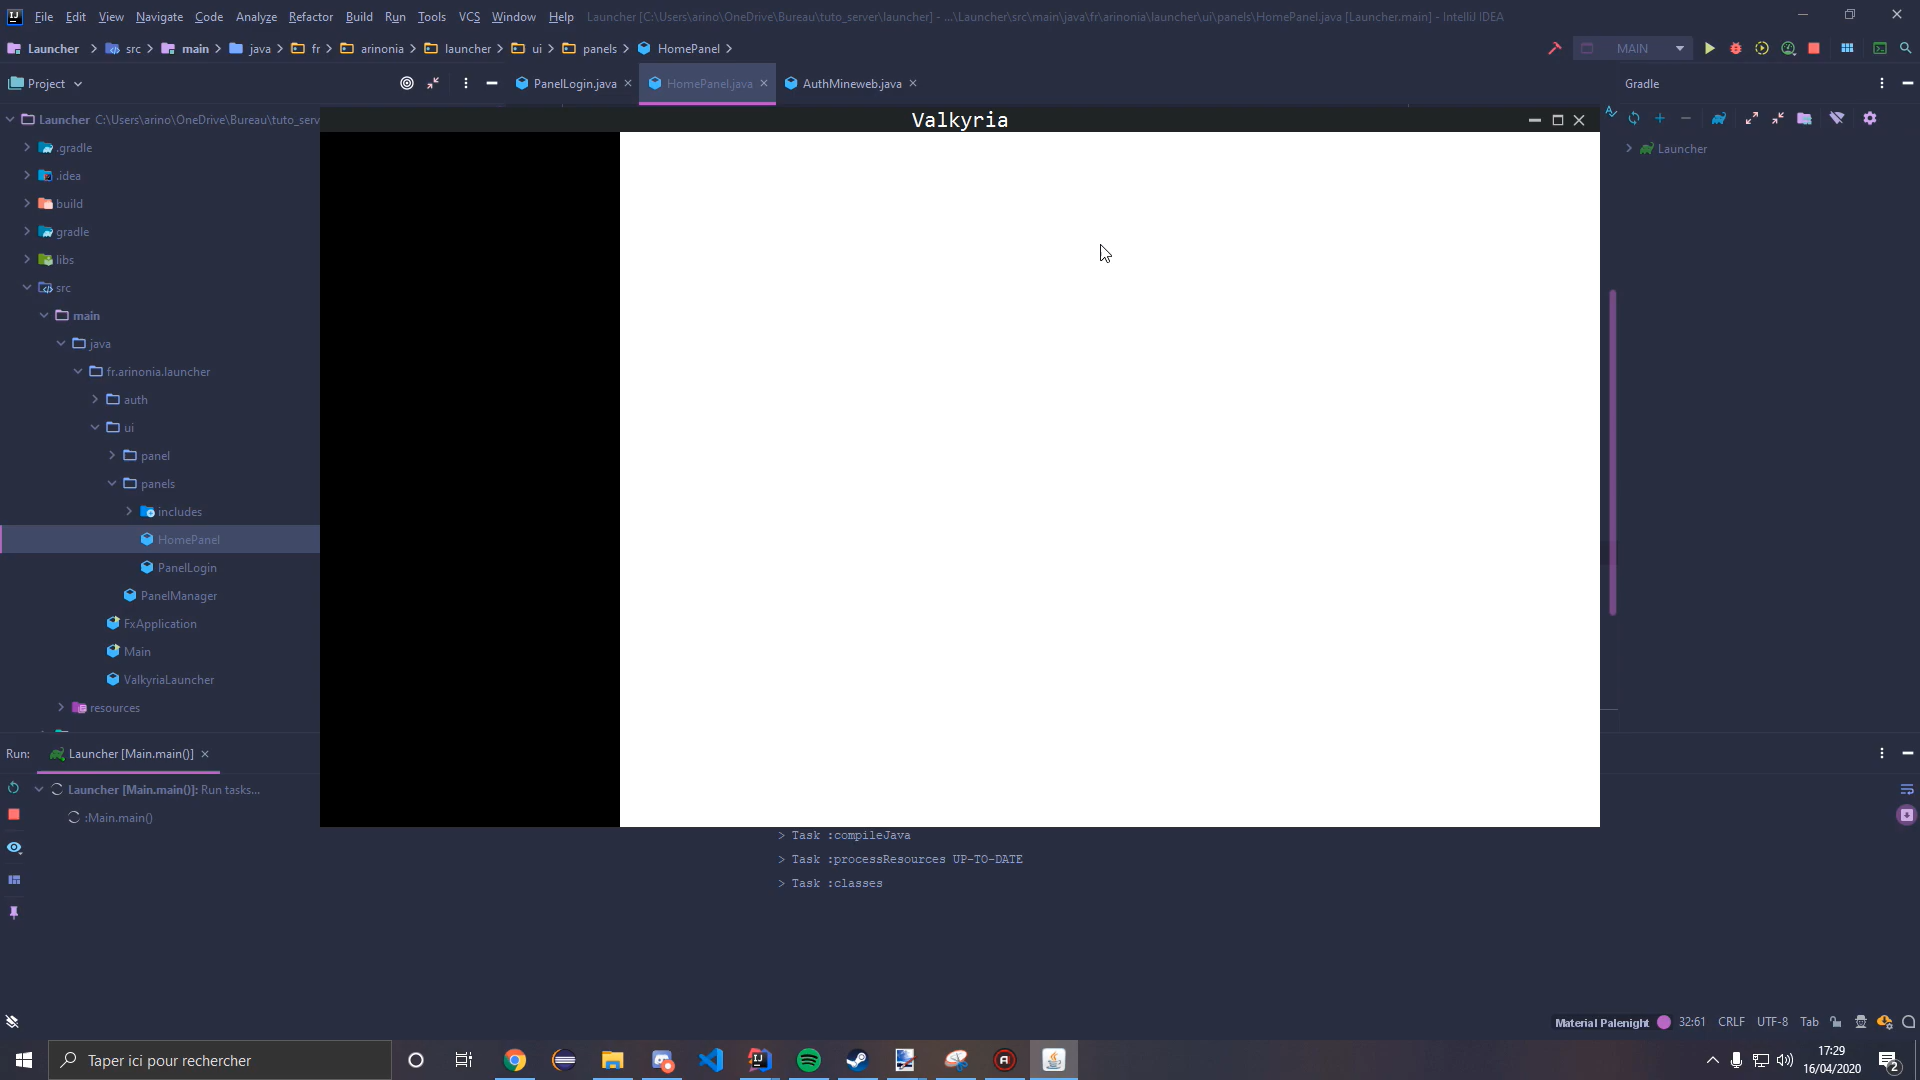 File Edit View Navigate Code Analyze Refactor Build Run Tools VCS Window Help Launcher [C:\Users\arino\OneDrive\Bureau\tuto_server\launcher] - ...\Launcher\src\main\java\fr\arinonia\launcher\ui\panels\HomePanel.java [Launcher.main] - IntelliJ IDEA
Launcher src main java fr arinonia launcher ui panels HomePanel MAIN
Project PanelLogin.java HomePanel.java AuthMineweb.java Gradle
Launcher C:\Users\arino\OneDrive\Bureau\tuto_serv
Valkyria
.gradle
Launcher
.idea
build
gradle
libs
src
main
java
fr.arinonia.launcher
auth
ui
panel
panels
includes
HomePanel
PanelLogin
PanelManager
FxApplication
Main
ValkyriaLauncher
resources
Run: Launcher [Main.main()]
Launcher [Main.main()]: Run tasks...
:Main.main()
> Task :compileJava
> Task :processResources UP-TO-DATE
> Task :classes
Material Palenight 32:61 CRLF UTF-8 Tab
Taper ici pour rechercher
17:29
16/04/2020
2